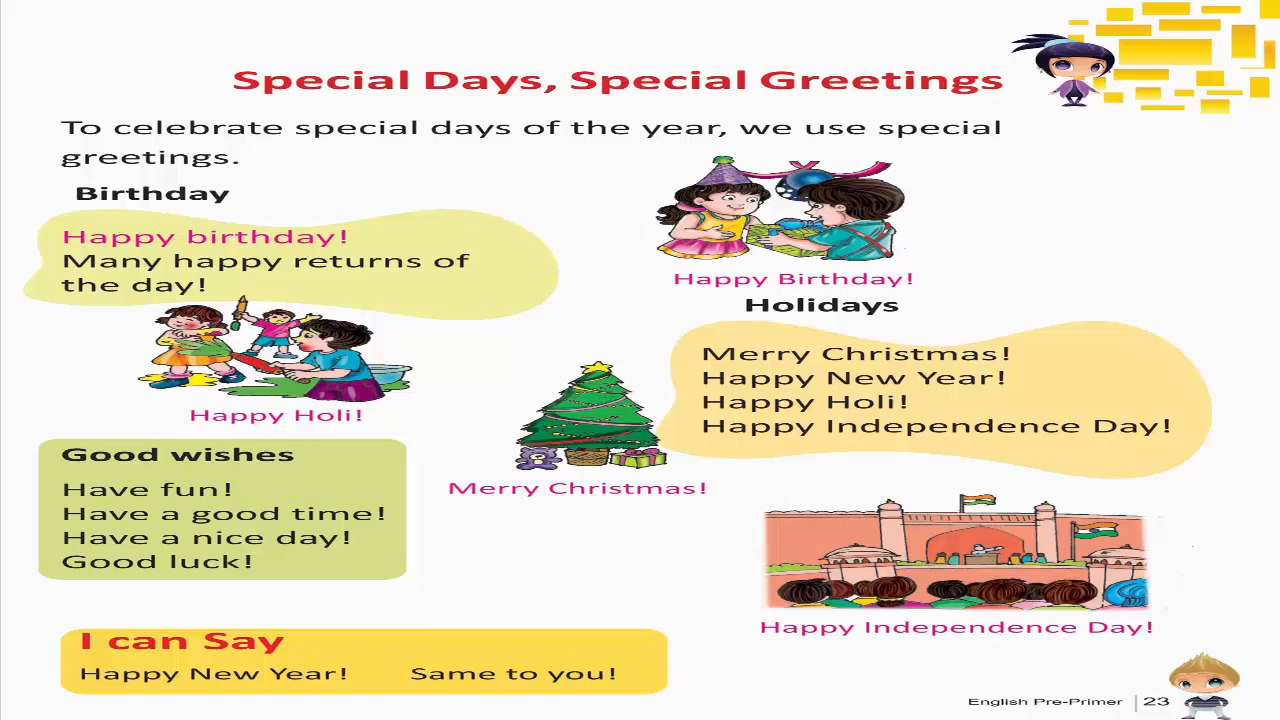 Special Days, Special Greetings
To celebrate special days of the year, we use special
greetings.
Birthday
Happy birthday!
Many happy returns of
the day!
Happy Birthday!
Holidays
Merry Christmas!
Happy New Year!
Happy Holi!
Happy Independence Day!
Happy Holi!
Good wishes
Have fun!
Have a good time!
Have a nice day!
Good luck!
Merry Christmas!
Happy Independence Day!
I can Say
Happy New Year! Same to you!
English Pre-Primer | 23